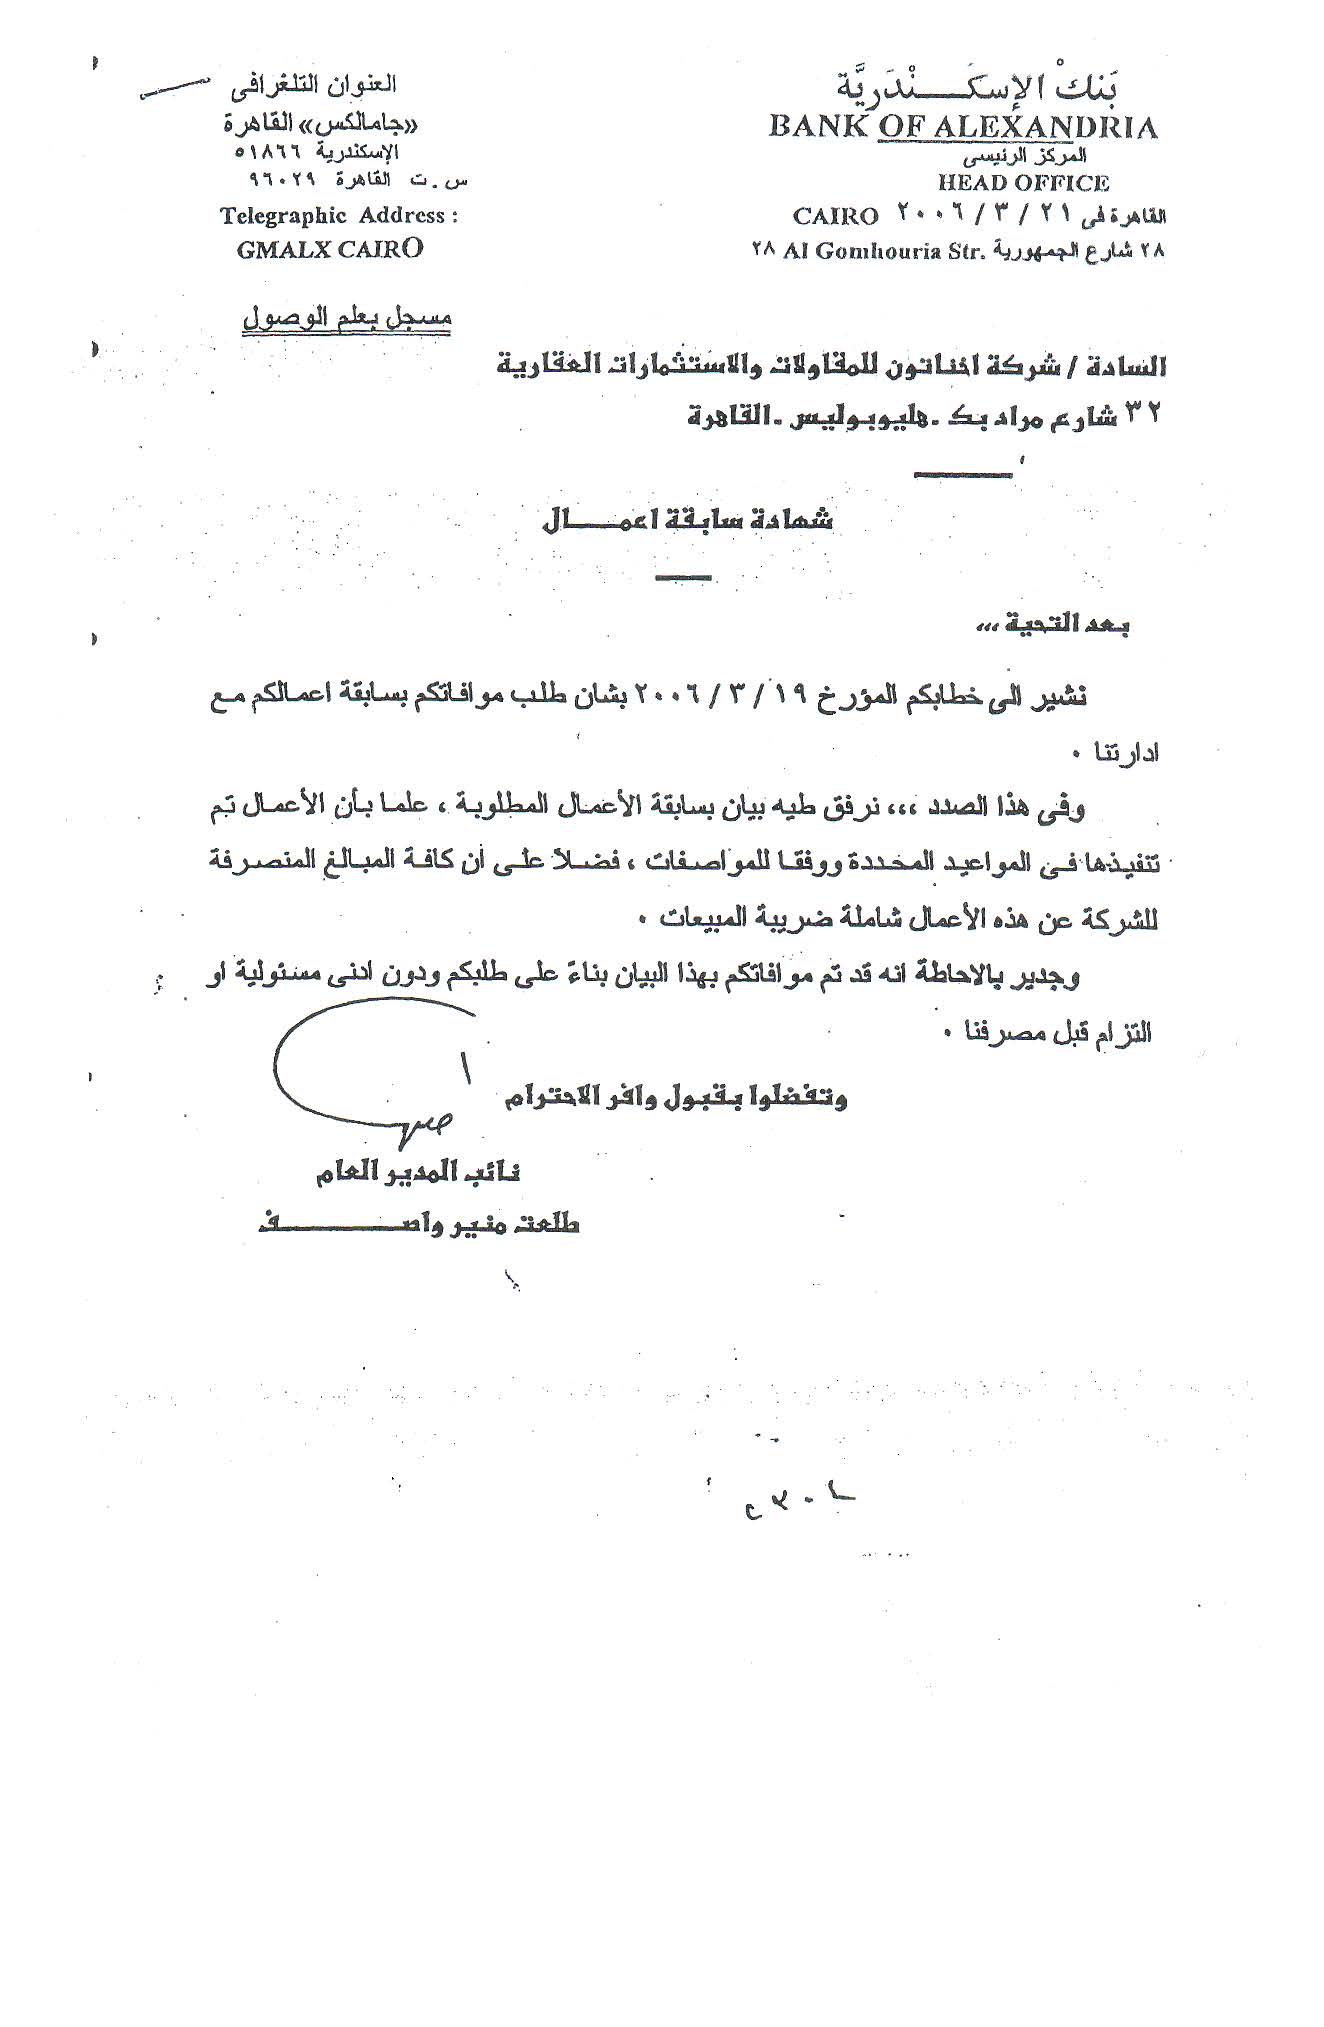 بَنكْ الإسكَـــنْدَريَّة
BANK OF ALEXANDRIA
المركز الرئيسى
HEAD OFFICE
القاهرة فى ٢١ / ٣ / ٢٠٠٦ CAIRO
٢٨ شارع الجمهورية .٢٨ Al Gomhouria Str
العنوان التلغرافى
«جامالكس» القاهرة
الإسكندرية ٥١٨٦٦
س . ت القاهرة ٩٦٠٢٩
Telegraphic Address :
GMALX CAIRO
مسجل بعلم الوصول
السادة / شركة اخناتون للمقاولات والاستثمارات العقارية
٣٢ شارع مراد بك - هليوبوليس - القاهرة
شهادة سابقة اعمــــال
بعد التحية ،،،
نشير الى خطابكم المؤرخ ١٩ / ٣ / ٢٠٠٦ بشان طلب موافاتكم بسابقة اعمالكم مع
ادارتنا ٠
وفى هذا الصدد ،،، نرفق طيه بيان بسابقة الأعمال المطلوبة ، علما بأن الأعمال تم
تنفيذها فى المواعيد المحددة ووفقا للمواصفات ، فضلا على أن كافة المبالغ المنصرفة
للشركة عن هذه الأعمال شاملة ضريبة المبيعات ٠
وجدير بالاحاطة انه قد تم موافاتكم بهذا البيان بناءً على طلبكم ودون ادنى مسئولية او
التزام قبل مصرفنا ٠
وتفضلوا بقبول وافر الاحترام
نائب المدير العام
طلعت منير واصـــــــــف